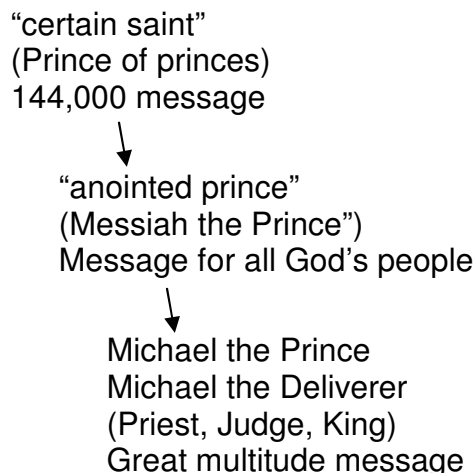 “certain saint”
(Prince of princes)
144,000 message
“anointed prince”
(Messiah the Prince”)
Message for all God’s people
Michael the Prince
Michael the Deliverer
(Priest, Judge, King)
Great multitude message